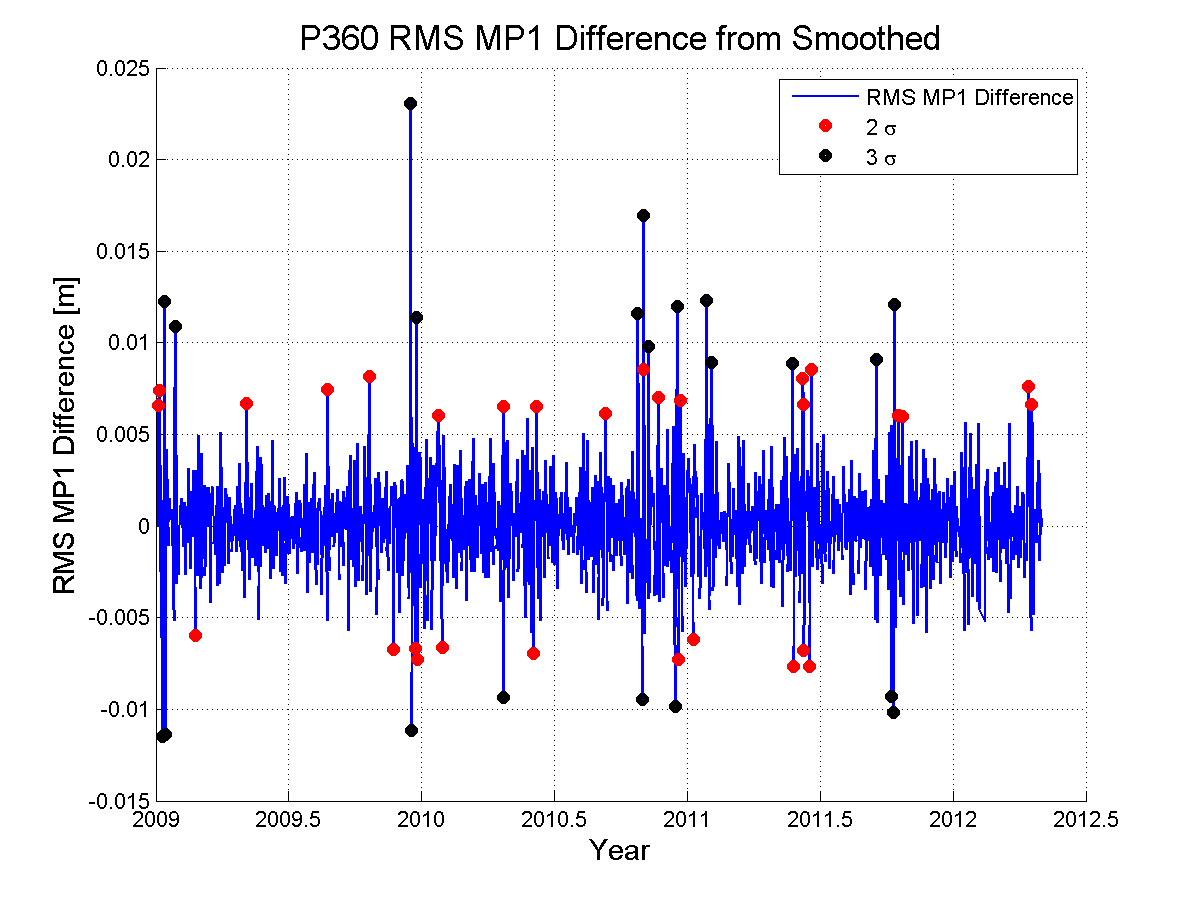 P360 RMS MP1 Difference from Smoothed
RMS MP1 Difference
2 σ
3 σ
RMS MP1 Difference [m]
0.025
0.02
0.015
0.01
0.005
0
-0.005
-0.01
-0.015
2009 2009.5 2010 2010.5 2011 2011.5 2012 2012.5
Year